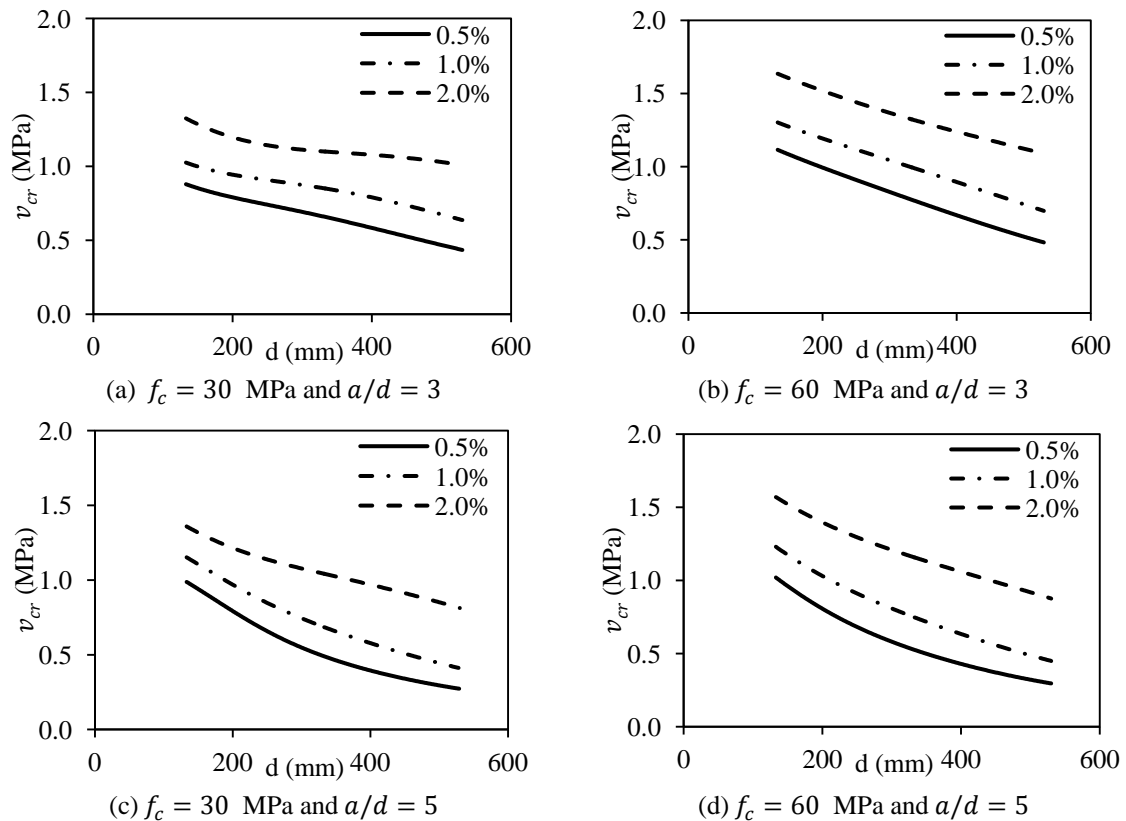 2.0
1.5
1.0
0.5
0.0
v_cr (MPa)
0.5%
1.0%
2.0%
0 200 400 600
d (mm)
(a) f_c = 30 MPa and a/d = 3
2.0
1.5
1.0
0.5
0.0
v_cr (MPa)
0.5%
1.0%
2.0%
0 200 400 600
d (mm)
(b) f_c = 60 MPa and a/d = 3
2.0
1.5
1.0
0.5
0.0
v_cr (MPa)
0.5%
1.0%
2.0%
0 200 400 600
d (mm)
(c) f_c = 30 MPa and a/d = 5
2.0
1.5
1.0
0.5
0.0
v_cr (MPa)
0.5%
1.0%
2.0%
0 200 400 600
d (mm)
(d) f_c = 60 MPa and a/d = 5